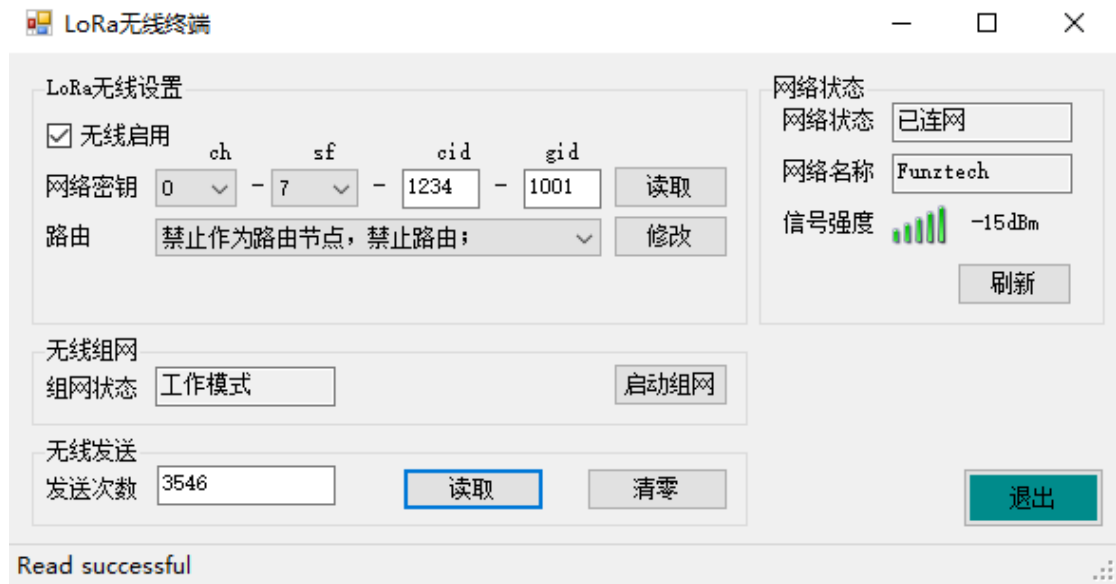 LoRa无线终端
LoRa无线设置
无线启用
ch sf cid gid
网络密钥 0 - 7 - 1234 - 1001 读取
路由 禁止作为路由节点，禁止路由； 修改
网络状态
网络状态 已连网
网络名称 Funztech
信号强度 -15dBm
刷新
无线组网
组网状态 工作模式 启动组网
无线发送
发送次数 3546 读取 清零
退出
Read successful